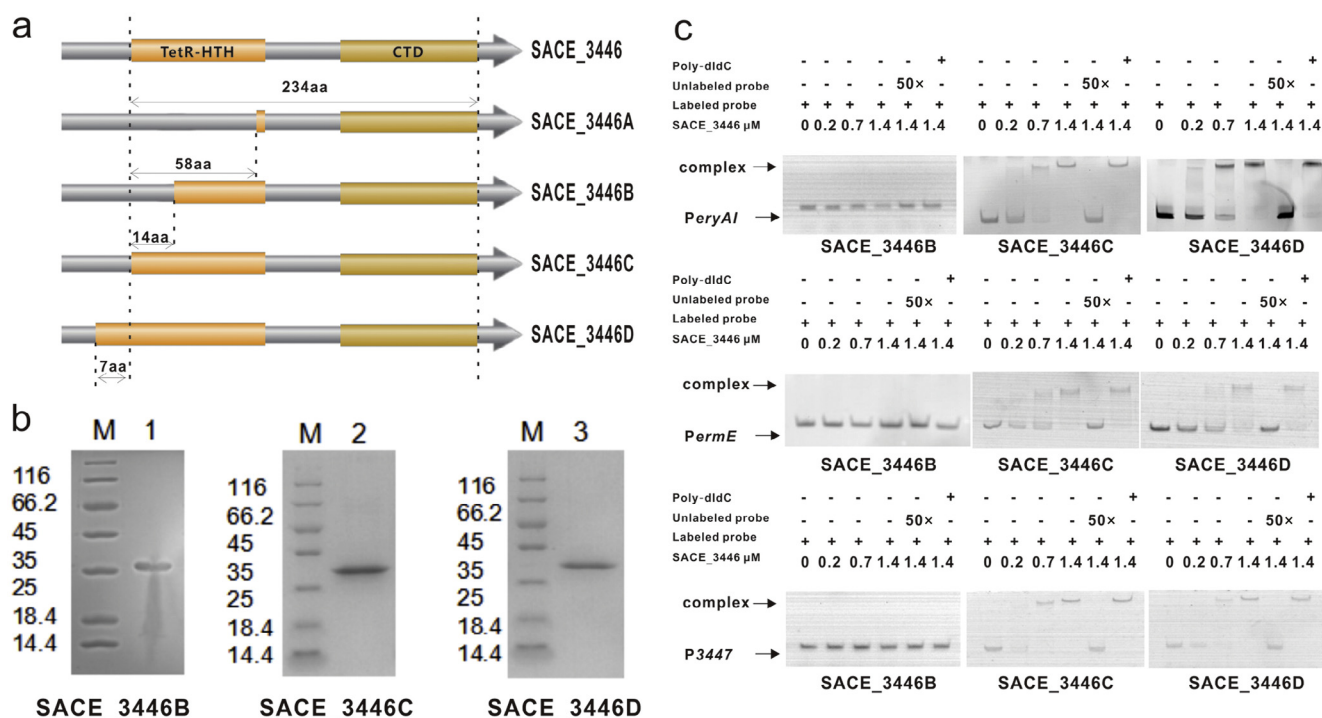 a
TetR-HTH CTD SACE_3446
234aa
SACE_3446A
58aa
SACE_3446B
14aa
SACE_3446C
SACE_3446D
7aa
b
M 1
116
66.2
45
35
25
18.4
14.4
SACE 3446B
M 2
116
66.2
45
35
25
18.4
14.4
SACE 3446C
M 3
116
66.2
45
35
25
18.4
14.4
SACE 3446D
c
Poly-dIdC - - - - - + - - - - - + - - - - - +
Unlabeled probe - - - - 50× - - - - - 50× - - - - - 50× -
Labeled probe + + + + + + + + + + + + + + + + + +
SACE_3446 µM 0 0.2 0.7 1.4 1.4 1.4 0 0.2 0.7 1.4 1.4 1.4 0 0.2 0.7 1.4 1.4 1.4
complex
PeryAI
SACE_3446B SACE_3446C SACE_3446D
Poly-dIdC - - - - - + - - - - - + - - - - - +
Unlabeled probe - - - - 50× - - - - - 50× - - - - - 50× -
Labeled probe + + + + + + + + + + + + + + + + + +
SACE_3446 µM 0 0.2 0.7 1.4 1.4 1.4 0 0.2 0.7 1.4 1.4 1.4 0 0.2 0.7 1.4 1.4 1.4
complex
PermE
SACE_3446B SACE_3446C SACE_3446D
Poly-dIdC - - - - - + - - - - - + - - - - - +
Unlabeled probe - - - - 50× - - - - - 50× - - - - - 50× -
Labeled probe + + + + + + + + + + + + + + + + + +
SACE_3446 µM 0 0.2 0.7 1.4 1.4 1.4 0 0.2 0.7 1.4 1.4 1.4 0 0.2 0.7 1.4 1.4 1.4
complex
P3447
SACE_3446B SACE_3446C SACE_3446D